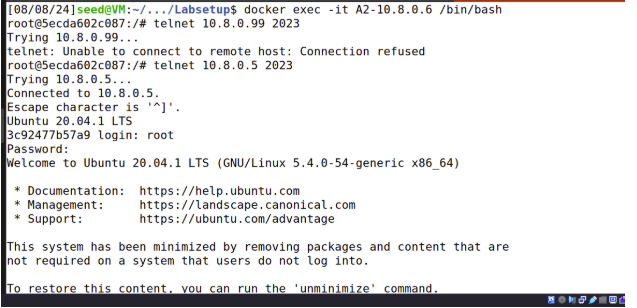 [08/08/24]seed@VM:~/.../Labsetup$ docker exec -it A2-10.8.0.6 /bin/bash
root@5ecda602c087:/# telnet 10.8.0.99 2023
Trying 10.8.0.99...
telnet: Unable to connect to remote host: Connection refused
root@5ecda602c087:/# telnet 10.8.0.5 2023
Trying 10.8.0.5...
Connected to 10.8.0.5.
Escape character is '^]'.
Ubuntu 20.04.1 LTS
3c92477b57a9 login: root
Password:
Welcome to Ubuntu 20.04.1 LTS (GNU/Linux 5.4.0-54-generic x86_64)
* Documentation: https://help.ubuntu.com
* Management: https://landscape.canonical.com
* Support: https://ubuntu.com/advantage
This system has been minimized by removing packages and content that are
not required on a system that users do not log into.
To restore this content, you can run the 'unminimize' command.